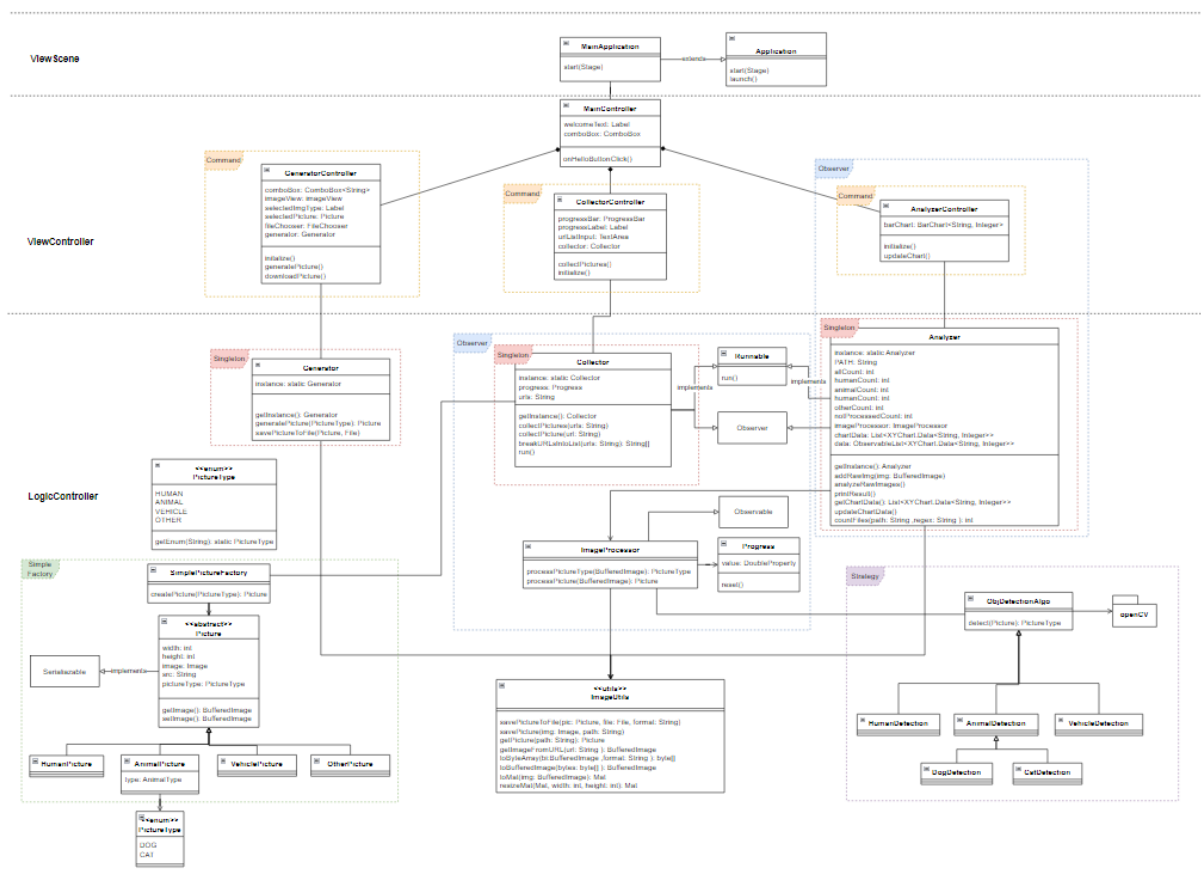 ViewScene
MainApplication
start(Stage)
extends
Application
start(Stage)
launch()
ViewController
MainController
welcomeText: Label
comboBox: ComboBox
onHelloButtonClick()
Command
GeneratorController
comboBox: ComboBox<String>
imageView: imageView
selectedImgType: Label
selectedPicture: Picture
fileChooser: FileChooser
generator: Generator
initialize()
generatePicture()
downloadPicture()
Command
CollectorController
progressBar: ProgressBar
progressLabel: Label
urlListInput: TextArea
collector: Collector
collectPictures()
initialize()
Observer
Command
AnalyzerController
barChart: BarChart<String, Integer>
initialize()
updateChart()
LogicController
Singleton
Generator
instance: static Generator
getInstance(): Generator
generatePicture(PictureType): Picture
savePictureToFile(Picture, File)
Observer
Singleton
Collector
instance: static Collector
progress: Progress
urls: String
getInstance(): Collector
collectPictures(urls: String)
collectPicture(url: String)
breakURLsIntoList(urls: String): String[]
run()
implements
Runnable
run()
implements
Observer
Singleton
Analyzer
instance: static Analyzer
PATH: String
allCount: int
humanCount: int
animalCount: int
humanCount: int
otherCount: int
notProcessedCount: int
imageProcessor: ImageProcessor
chartData: List<XYChart.Data<String, Integer>>
data: ObservableList<XYChart.Data<String, Integer>>
getInstance(): Analyzer
addRawImg(img: BufferedImage)
analyzeRawImages()
printResult()
getChartData(): List<XYChart.Data<String, Integer>>
updateChartData()
countFiles(path: String ,regex: String ): int
<<enum>>
PictureType
HUMAN
ANIMAL
VEHICLE
OTHER
getEnum(String): static PictureType
Observable
ImageProcessor
processPictureType(BufferedImage): PictureType
processPicture(BufferedImage): Picture
Progress
value: DoubleProperty
reset()
Simple
Factory
SimplePictureFactory
createPicture(PictureType): Picture
<<abstract>>
Picture
width: int
height: int
image: Image
src: String
pictureType: PictureType
getImage(): BufferedImage
setImage(): BufferedImage
implements
Serialiazable
HumanPicture
AnimalPicture
type: AnimalType
VehiclePicture
OtherPicture
<<enum>>
PictureType
DOG
CAT
<<utils>>
ImageUtils
savePictureToFile(pic: Picture, file: File, format: String)
savePicture(img: Image, path: String)
getPicture(path: String): Picture
getImageFromURL(url: String ): BufferedImage
toByteArray(bi:BufferedImage ,format: String ): byte[]
toBufferedImage(bytes: byte[] ): BufferedImage
toMat(img: BufferedImage): Mat
resizeMat(Mat, width: int, height: int): Mat
Strategy
ObjDetectionAlgo
detect(Picture): PictureType
openCV
HumanDetection
AnimalDetection
VehicleDetection
DogDetection
CatDetection